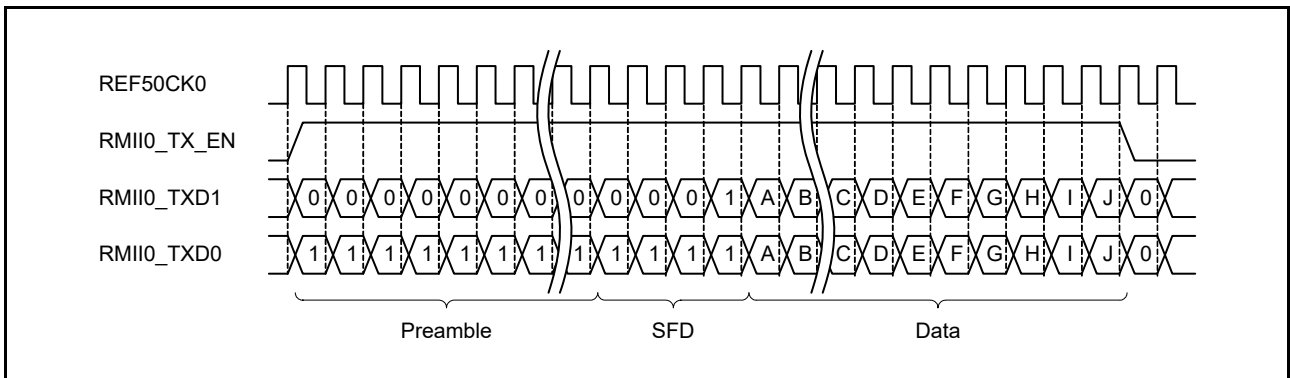 REF50CK0
RMII0_TX_EN
RMII0_TXD1 0 0 0 0 0 0 0 0 0 0 0 1 A B C D E F G H I J 0
RMII0_TXD0 1 1 1 1 1 1 1 1 1 1 1 1 A B C D E F G H I J 0
Preamble SFD Data